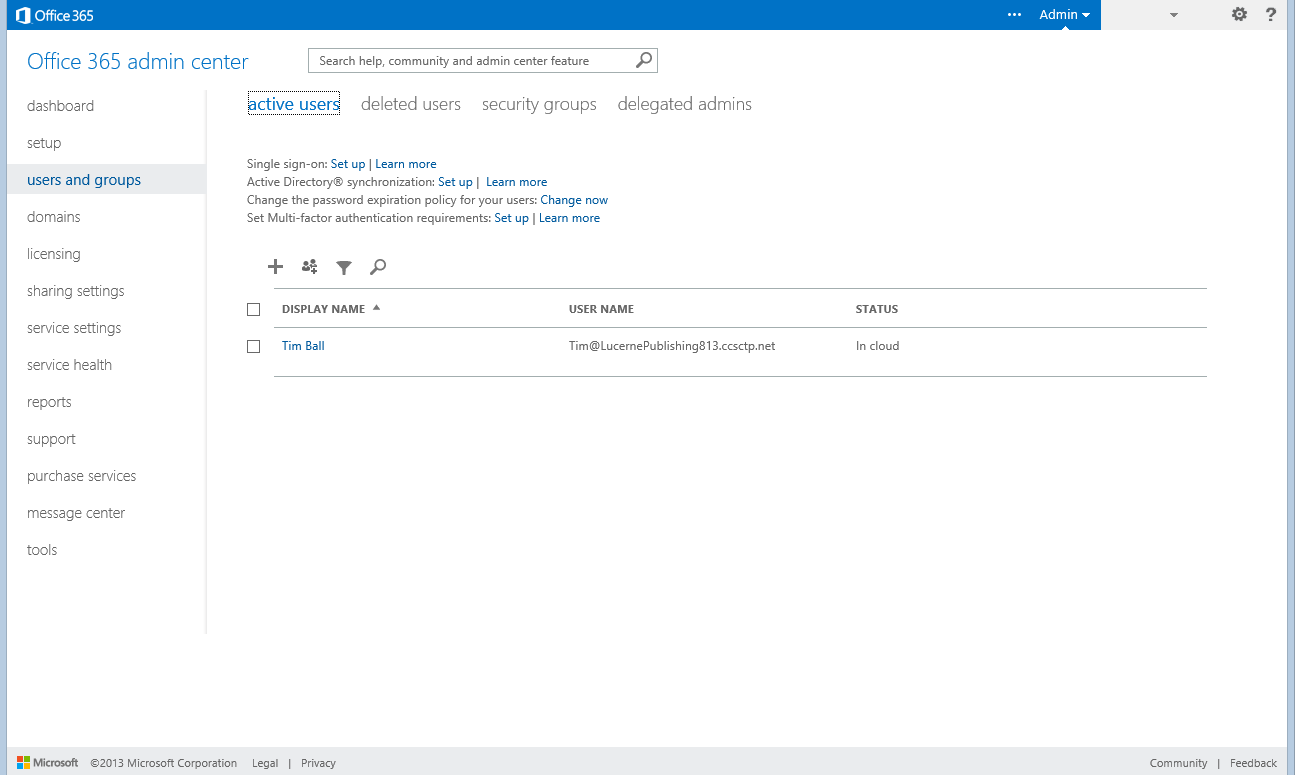 Office 365
... Admin
?
Office 365 admin center
Search help, community and admin center feature
dashboard
setup
users and groups
domains
licensing
sharing settings
service settings
service health
reports
support
purchase services
message center
tools
active users deleted users security groups delegated admins
Single sign-on: Set up | Learn more
Active Directory® synchronization: Set up | Learn more
Change the password expiration policy for your users: Change now
Set Multi-factor authentication requirements: Set up | Learn more
DISPLAY NAME USER NAME STATUS
Tim Ball Tim@LucernePublishing813.ccsctp.net In cloud
Microsoft ©2013 Microsoft Corporation Legal | Privacy
Community | Feedback